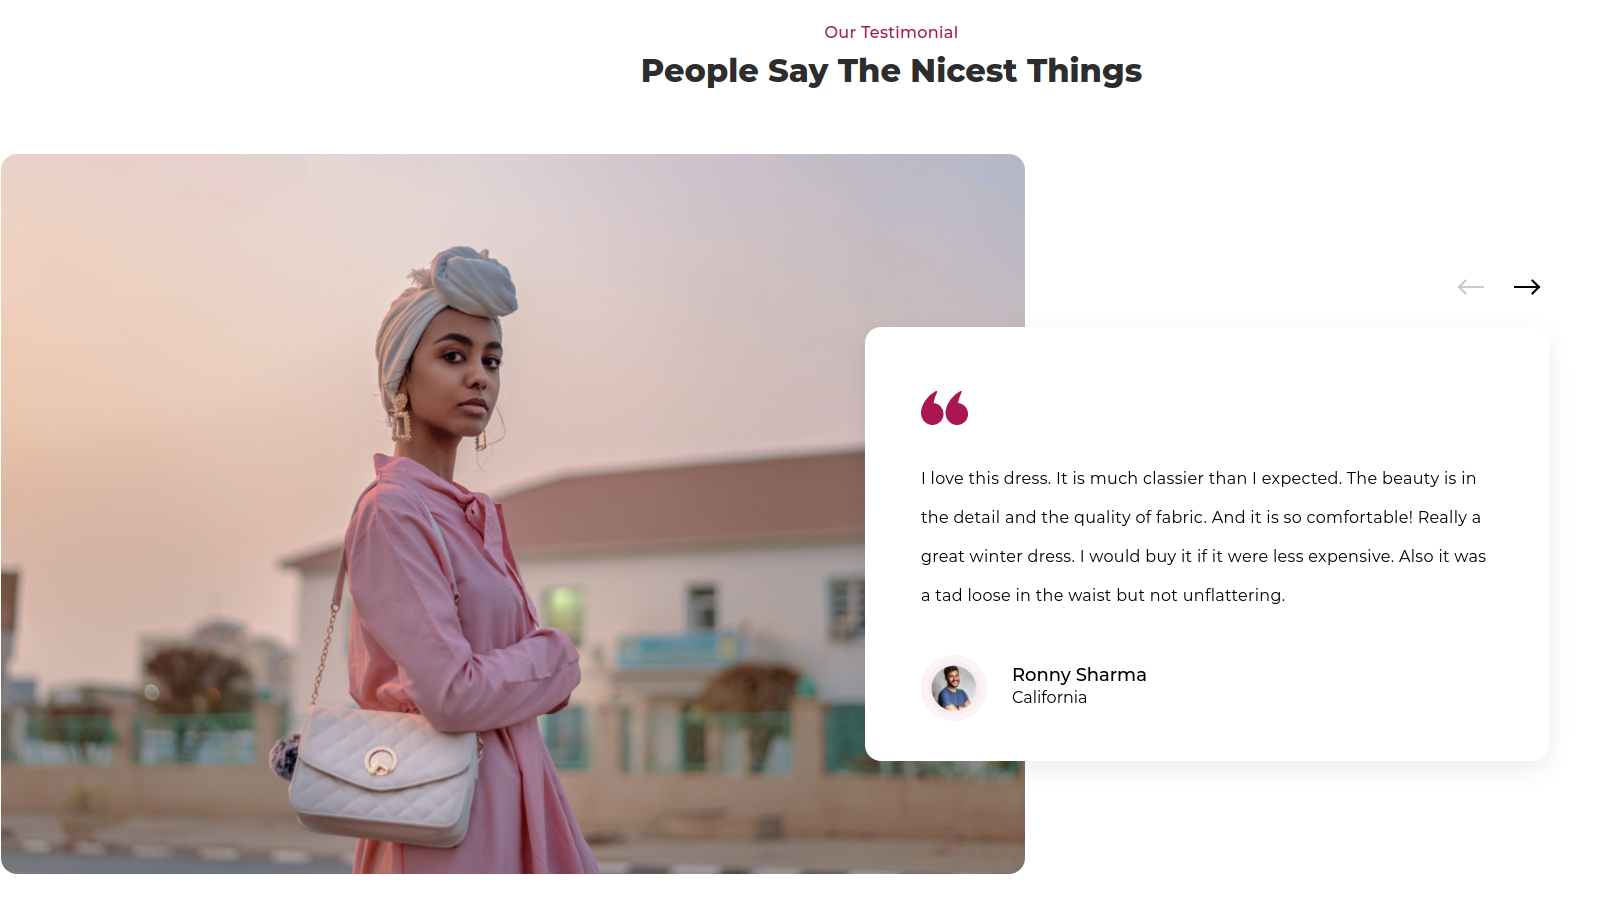 Our Testimonial
People Say The Nicest Things
I love this dress. It is much classier than I expected. The beauty is in
the detail and the quality of fabric. And it is so comfortable! Really a
great winter dress. I would buy it if it were less expensive. Also it was
a tad loose in the waist but not unflattering.
Ronny Sharma
California